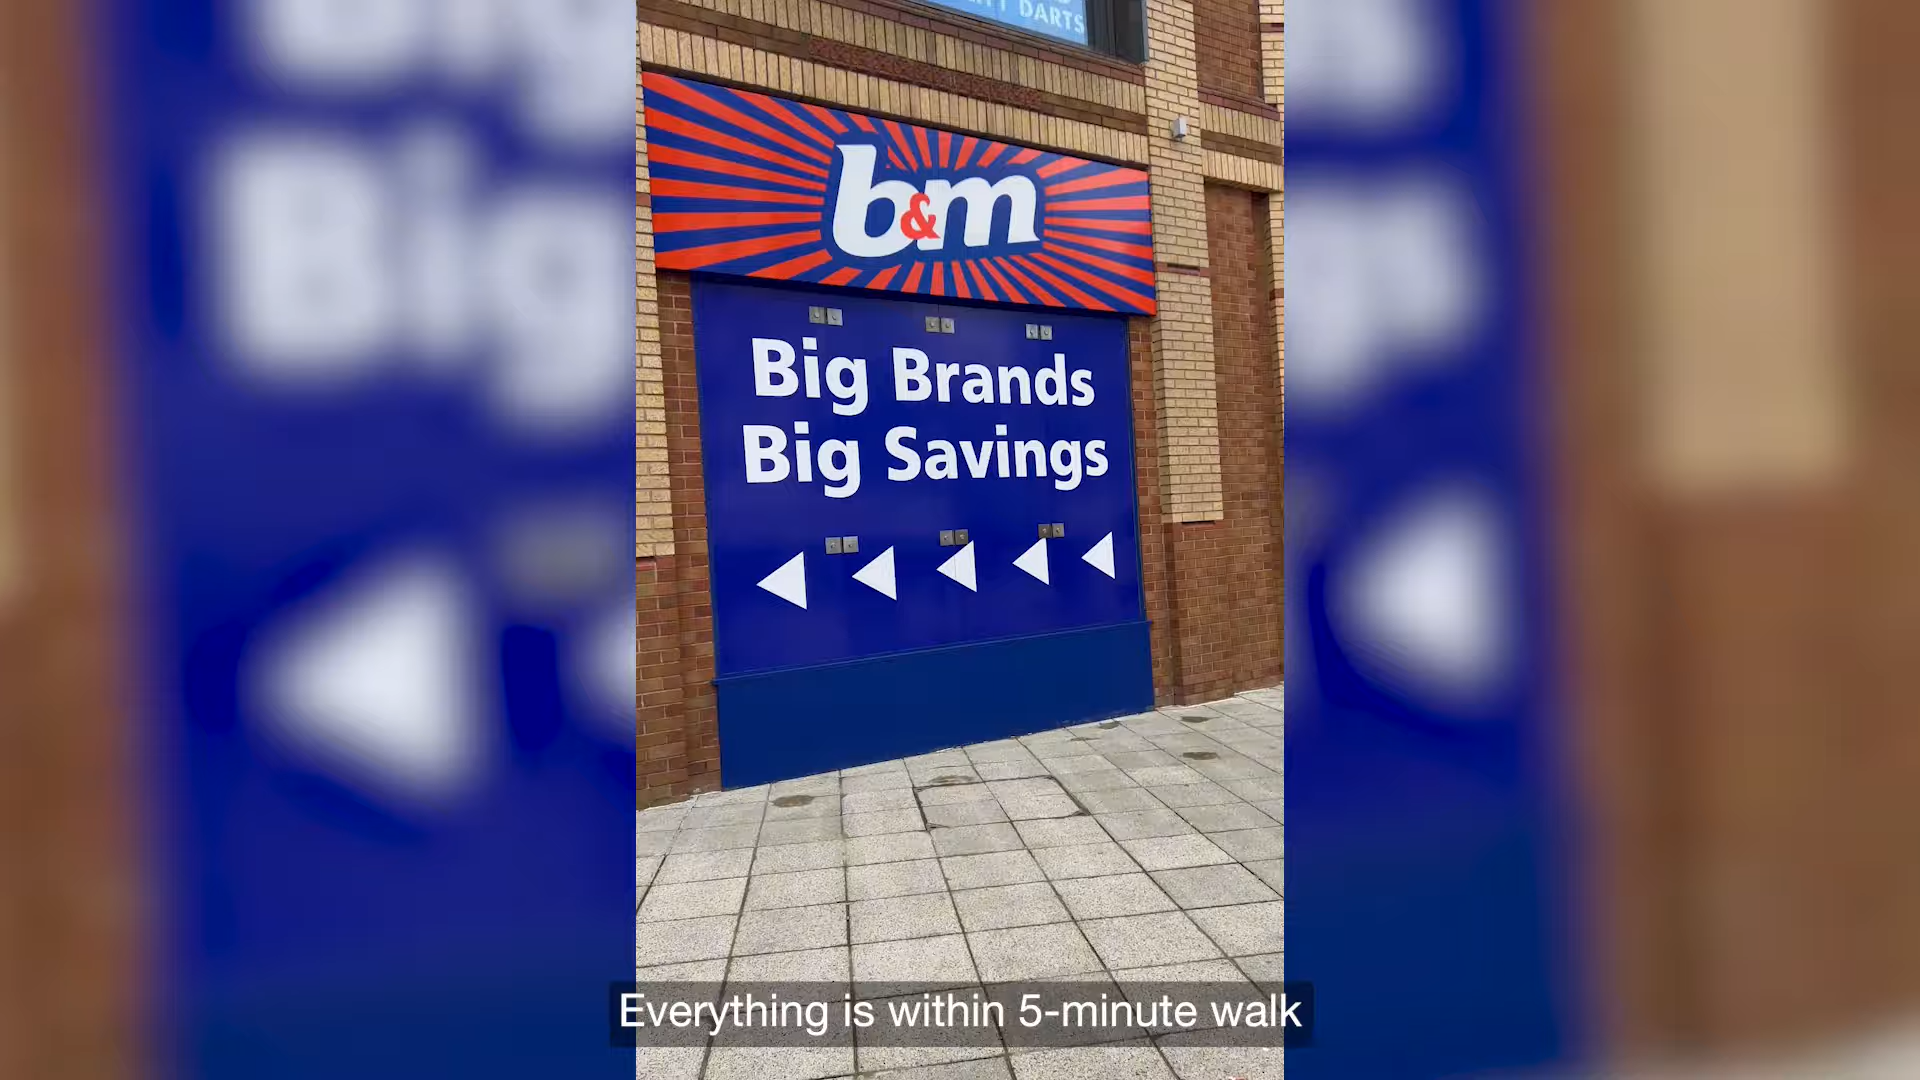 DARTS
b&m
Big Brands
Big Savings
Everything is within 5-minute walk